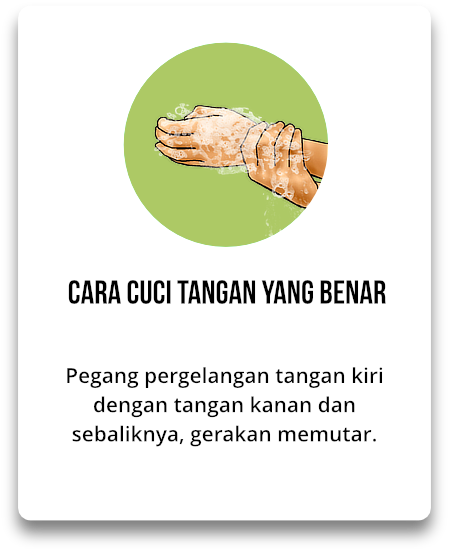 CARA CUCI TANGAN YANG BENAR
Pegang pergelangan tangan kiri
dengan tangan kanan dan
sebaliknya, gerakan memutar.